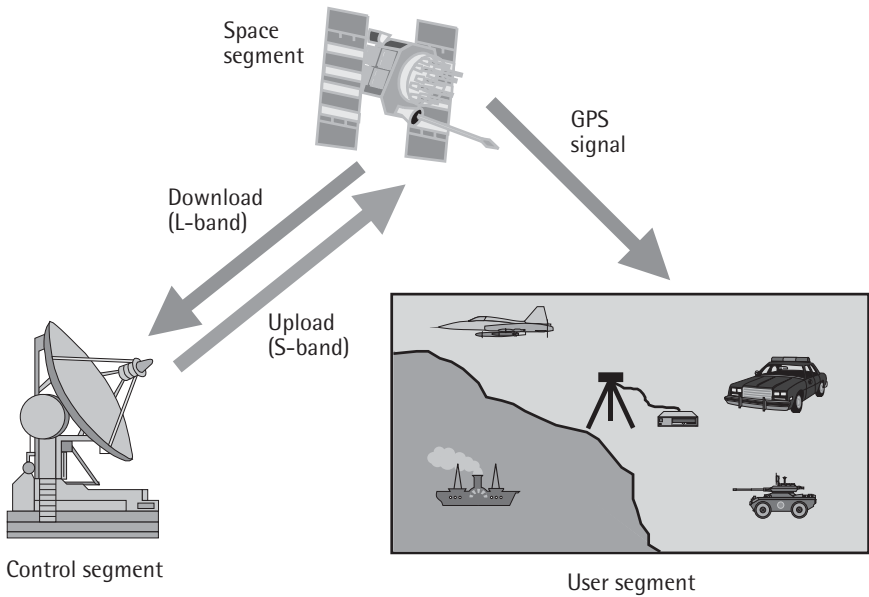 Space
segment
GPS
signal
Download
(L-band)
Upload
(S-band)
Control segment
User segment